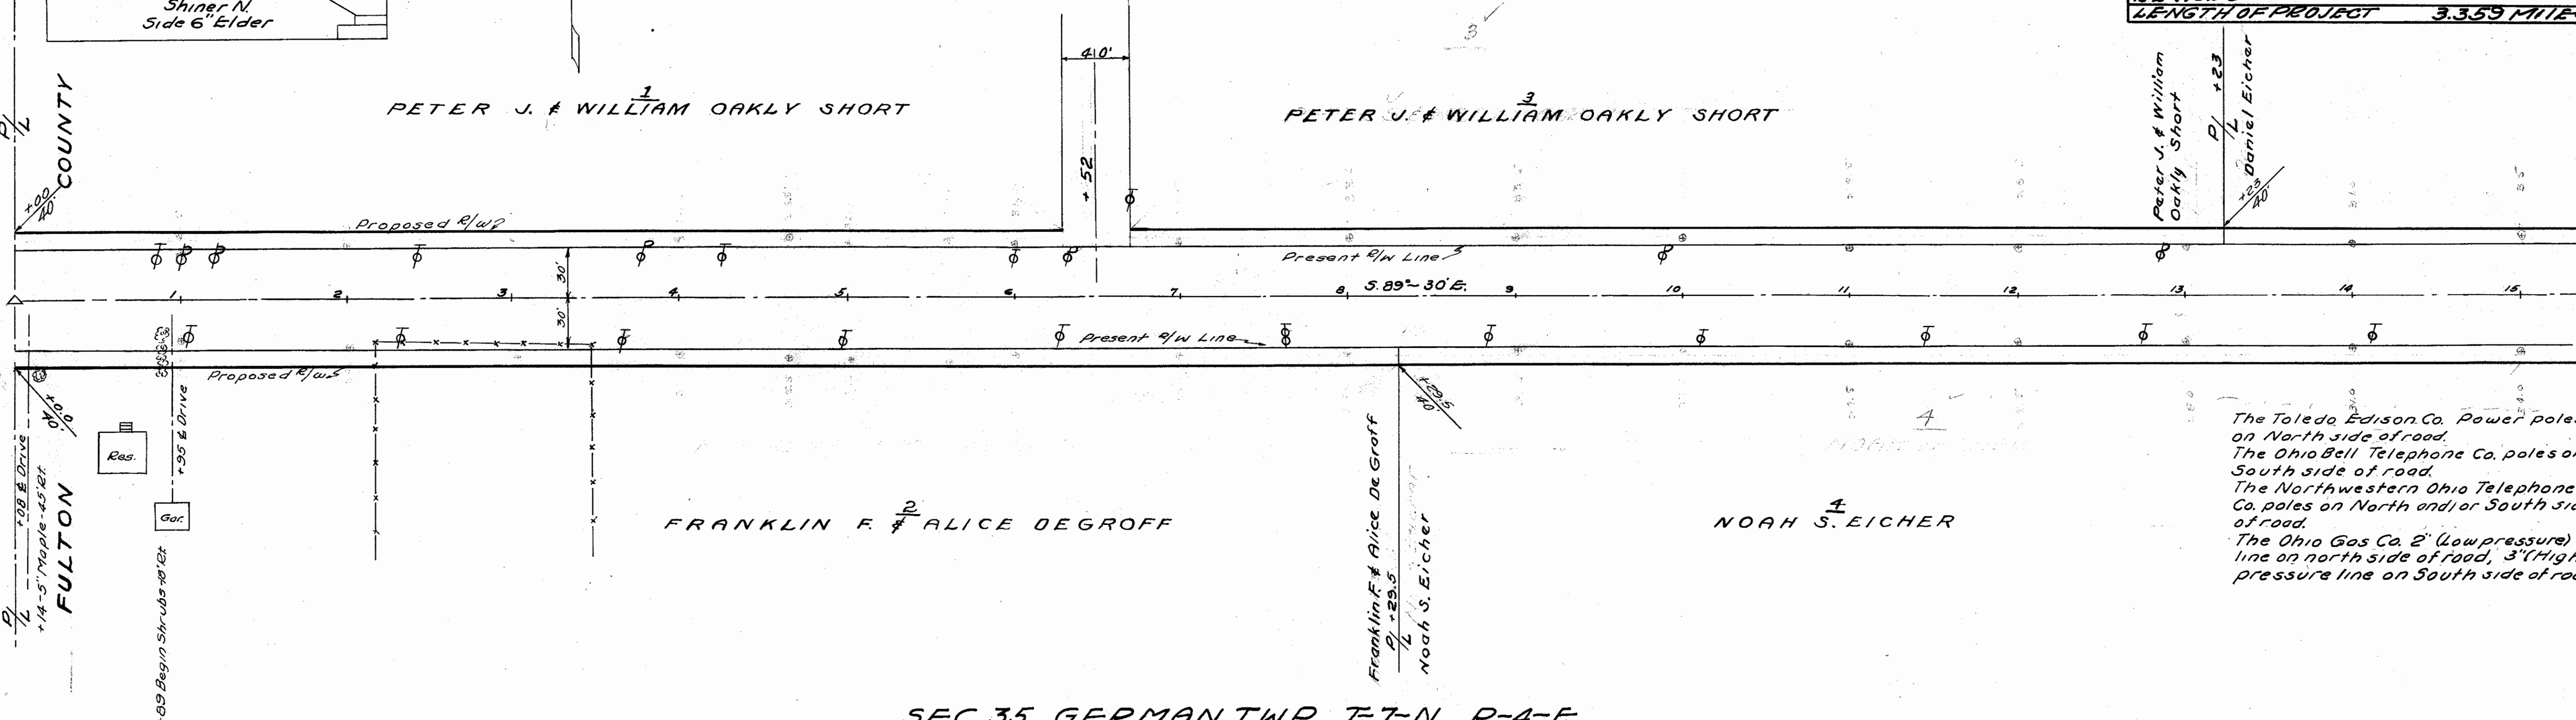 Shiner N.
Side 6" Elder
LENGTH OF PROJECT 3.359 MILE
3
40'
P/L
COUNTY
1
PETER J. & WILLIAM OAKLY SHORT
3
PETER J. & WILLIAM OAKLY SHORT
Peter J. & William
Oakly Short
P/L +23
Daniel Eicher
+00
40'
+52
+23
40'
Proposed R/W
Present R/W Line
30'
1 2 3 4 5 6 7 8 S.89°-30'E. 9 10 11 12 13 14 15
30'
Present R/W Line
Proposed R/W
+0.0
40'
+29.5
40'
+08 ℄ Drive
+14-5" Maple-45'Rt.
P/L
FULTON
Res.
+95 ℄ Drive
Gar.
89 Begin Shrubs
2
FRANKLIN F. & ALICE DEGROFF
Franklin F. & Alice De Groff
P/L +29.5
Noah S. Eicher
4
4
NOAH S. EICHER
The Toledo Edison Co. Power poles
on North side of road.
The Ohio Bell Telephone Co. poles o
South side of road.
The Northwestern Ohio Telephone
Co. poles on North and/or South si
of road.
The Ohio Gas Co. 2" (Low pressure)
line on north side of road, 3" (Hig
pressure line on South side of ro
SEC. 35 GERMAN TWP. T-7-N R-4-E